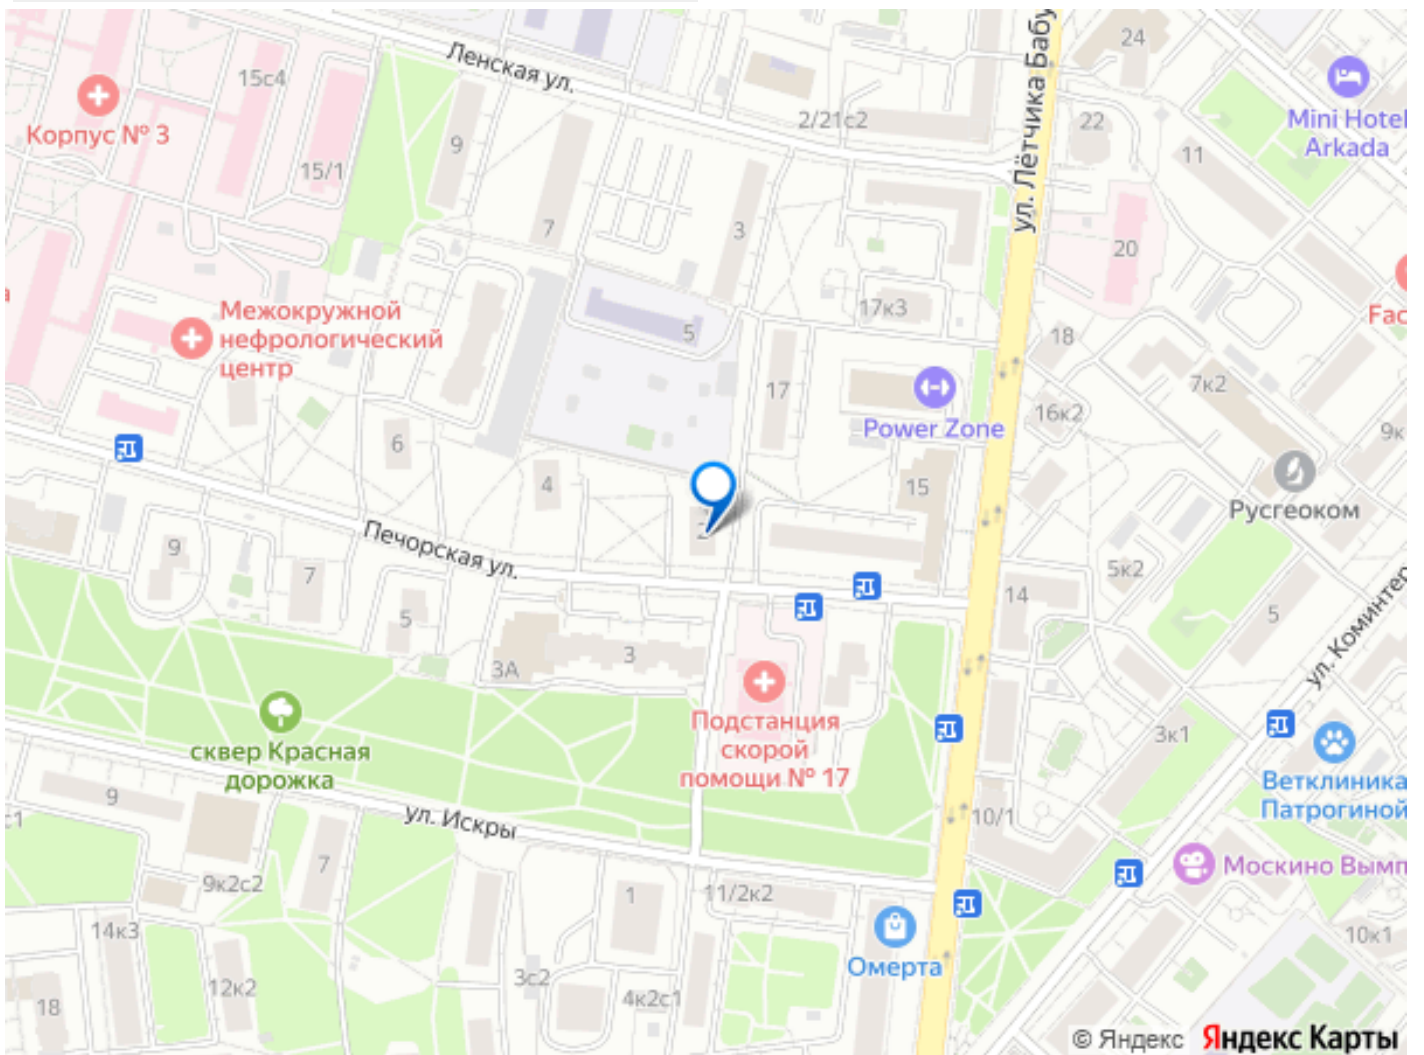 24
ул. Лётчика Бабу
Ленская ул.
15с4
Mini Hotel
Arkada
Корпус № 3
2/21с2
22
9
11
15/1
7
3
20
Межокружной
нефрологический
центр
17к3
Fac
5
18
7к2
17
16к2
Power Zone
9к
6
4
15
Русгеоком
2
Печорская ул.
9
7
5к2
14
5
5
ул. Коминтер
3
3А
Подстанция
скорой
помощи № 17
3к1
сквер Красная
дорожка
Ветклиника
Патрогиной
9
ул. Искры
10/1
с1
7
Москино Вымп
9к2с2
1
11/2к2
14к3
10к1
Омерта
3с2
12к2
4к2с1
18
© Яндекс Яндекс Карты